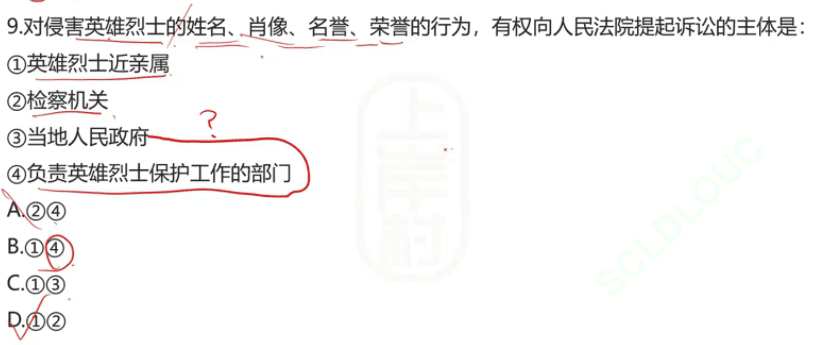 9.对侵害英雄烈士的姓名、肖像、名誉、荣誉的行为，有权向人民法院提起诉讼的主体是：
①英雄烈士近亲属
②检察机关
?
③当地人民政府
④负责英雄烈士保护工作的部门
A.②④
B.①④
C.①③
D.①②
上岸村
SCLDLOUC